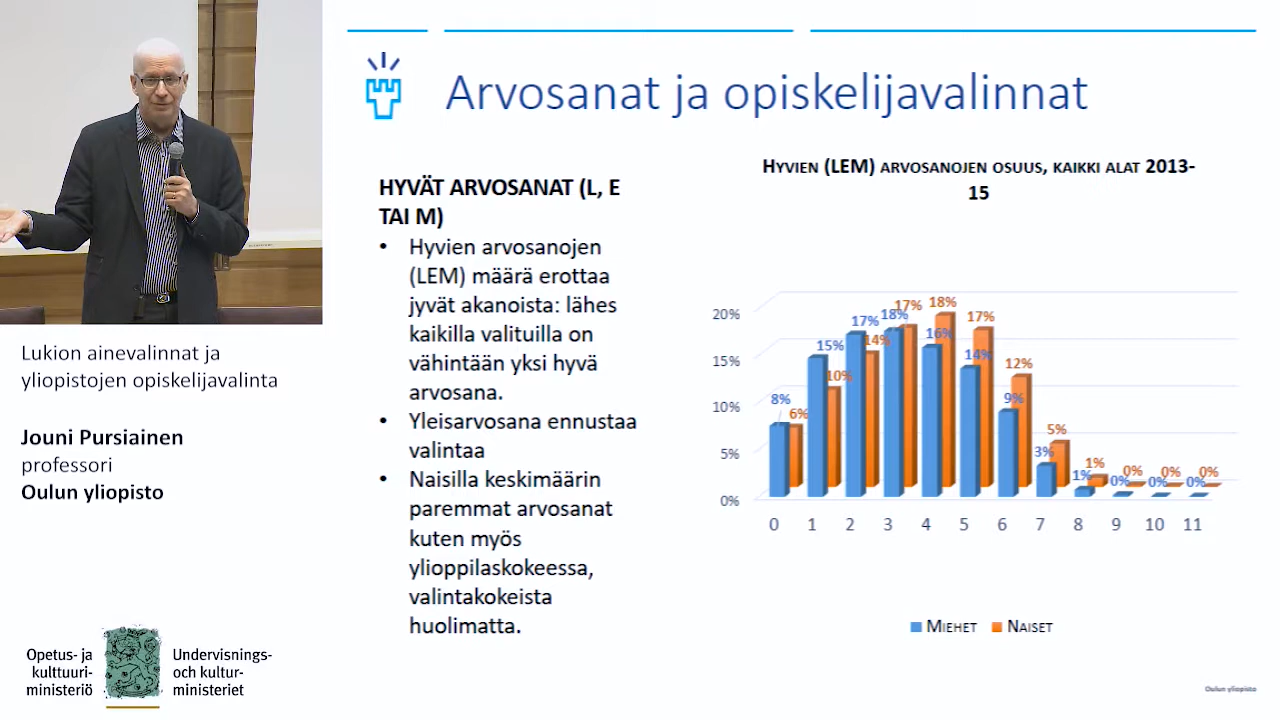 Arvosanat ja opiskelijavalinnat
HYVÄT ARVOSANAT (L, E
TAI M)
• Hyvien arvosanojen
(LEM) määrä erottaa
jyvät akanoista: lähes
kaikilla valituilla on
vähintään yksi hyvä
arvosana.
• Yleisarvosana ennustaa
valintaa
• Naisilla keskimäärin
paremmat arvosanat
kuten myös
ylioppilaskokeessa,
valintakokeista
huolimatta.
HYVIEN (LEM) ARVOSANOJEN OSUUS, KAIKKI ALAT 2013-
15
20%
15%
10%
5%
0%
8% 15% 17% 18% 16% 14% 9% 3% 1% 0% 0% 0%
6% 10% 14% 17% 18% 17% 12% 5% 1% 0% 0% 0%
0 1 2 3 4 5 6 7 8 9 10 11
MIEHET NAISET
Oulun yliopisto
Lukion ainevalinnat ja
yliopistojen opiskelijavalinta
Jouni Pursiainen
professori
Oulun yliopisto
Opetus- ja
kulttuuri-
ministeriö
Undervisnings-
och kultur-
ministeriet